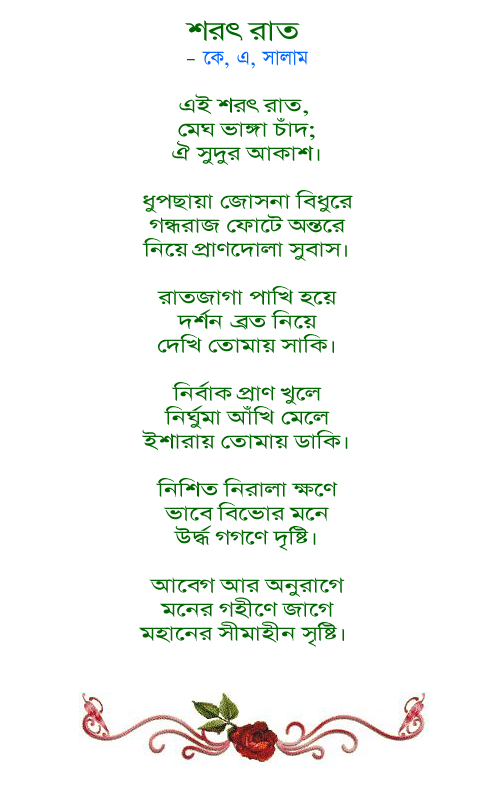 শরৎ রাত
- কে, এ, সালাম
এই শরৎ রাত,
মেঘ ভাঙ্গা চাঁদ;
ঐ সুদুর আকাশ।
ধুপছায়া জোসনা বিধুরে
গন্ধরাজ ফোটে অন্তরে
নিয়ে প্রাণদোলা সুবাস।
রাতজাগা পাখি হয়ে
দর্শন ব্রত নিয়ে
দেখি তোমায় সাকি।
নির্বাক প্রাণ খুলে
নির্ঘুমা আঁখি মেলে
ইশারায় তোমায় ডাকি।
নিশিত নিরালা ক্ষণে
ভাবে বিভোর মনে
উর্দ্ধ গগণে দৃষ্টি।
আবেগ আর অনুরাগে
মনের গহীণে জাগে
মহানের সীমাহীন সৃষ্টি।